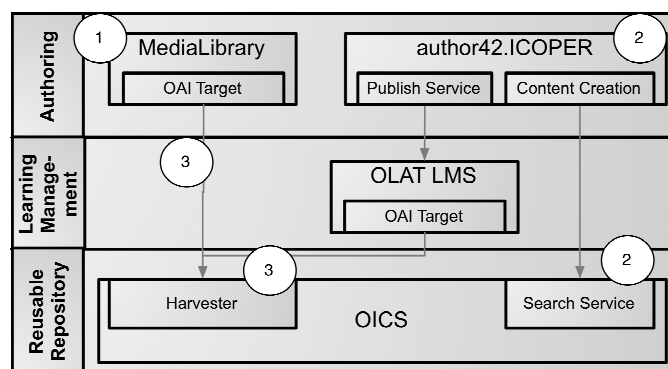 Authoring
1
MediaLibrary
OAI Target
author42.ICOPER
2
Publish Service
Content Creation
Learning
Manage-
ment
3
OLAT LMS
OAI Target
Reusable
Repository
3
Harvester
OICS
2
Search Service